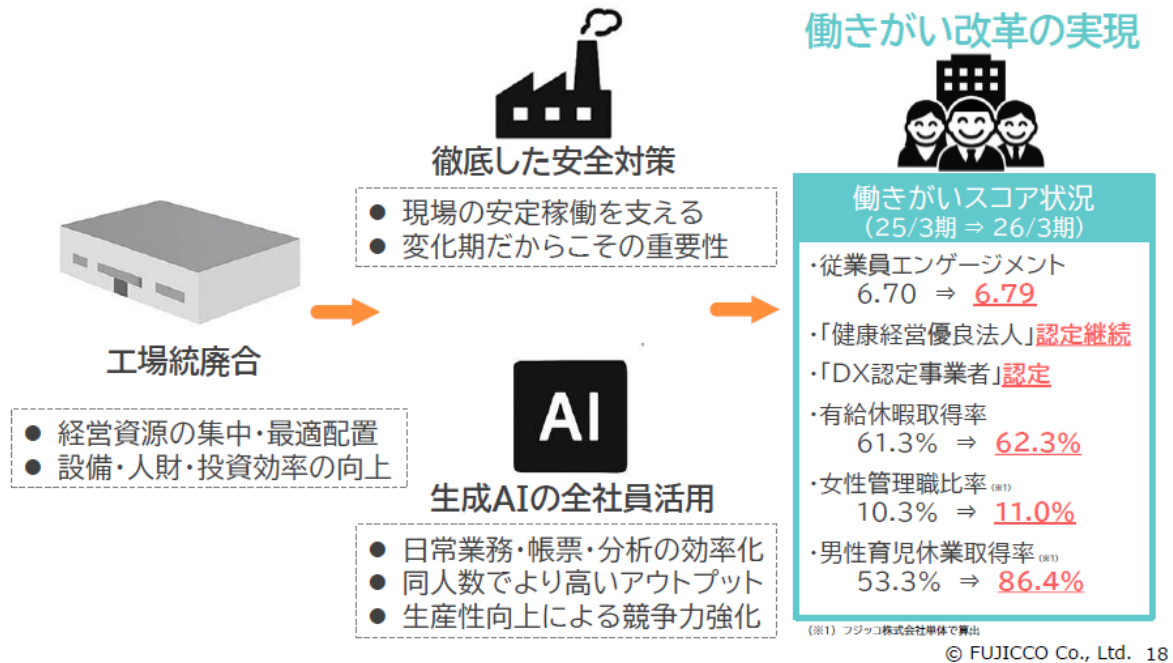 工場統廃合
● 経営資源の集中・最適配置
● 設備・人財・投資効率の向上
徹底した安全対策
● 現場の安定稼働を支える
● 変化期だからこその重要性
AI
生成AIの全社員活用
● 日常業務・帳票・分析の効率化
● 同人数でより高いアウトプット
● 生産性向上による競争力強化
働きがい改革の実現
働きがいスコア状況
（25/3期 ⇒ 26/3期）
・従業員エンゲージメント
6.70 ⇒ 6.79
・「健康経営優良法人」認定継続
・「DX認定事業者」認定
・有給休暇取得率
61.3% ⇒ 62.3%
・女性管理職比率（※1）
10.3% ⇒ 11.0%
・男性育児休業取得率（※1）
53.3% ⇒ 86.4%
（※1）フジッコ株式会社単体で算出
© FUJICCO Co., Ltd. 18